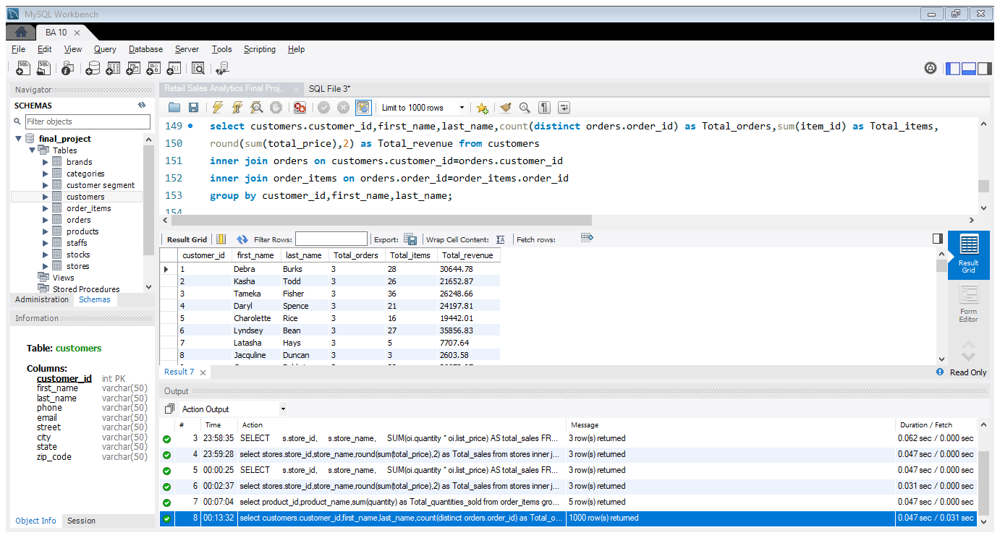 MySQL Workbench
BA 10
File Edit View Query Database Server Tools Scripting Help
Navigator
SCHEMAS
Filter objects
final_project
Tables
brands
categories
customer segment
customers
order_items
orders
products
staffs
stocks
stores
Views
Stored Procedures
Administration Schemas
Information
Table: customers
Columns:
customer_id int PK
first_name varchar(50)
last_name varchar(50)
phone varchar(50)
email varchar(50)
street varchar(50)
city varchar(50)
state varchar(50)
zip_code varchar(50)
Object Info Session
Retail Sales Analytics Final Proj... SQL File 3*
Limit to 1000 rows
149 select customers.customer_id,first_name,last_name,count(distinct orders.order_id) as Total_orders,sum(item_id) as Total_items,
150 round(sum(total_price),2) as Total_revenue from customers
151 inner join orders on customers.customer_id=orders.customer_id
152 inner join order_items on orders.order_id=order_items.order_id
153 group by customer_id,first_name,last_name;
154
Result Grid Filter Rows: Export: Wrap Cell Content: Fetch rows:
customer_id first_name last_name Total_orders Total_items Total_revenue
1 Debra Burks 3 28 30644.78
2 Kasha Todd 3 26 21652.87
3 Tameka Fisher 3 36 26248.66
4 Daryl Spence 3 21 24197.81
5 Charolette Rice 3 16 19442.01
6 Lyndsey Bean 3 27 35856.83
7 Latasha Hays 3 5 7707.64
8 Jacquline Duncan 3 3 2603.58
Result
Grid
Form
Editor
Result 7
Read Only
Output
Action Output
# Time Action Message Duration / Fetch
3 23:58:35 SELECT s.store_id, s.store_name, SUM(oi.quantity * oi.list_price) AS total_sales FR... 3 row(s) returned 0.062 sec / 0.000 sec
4 23:59:28 select stores.store_id,store_name,round(sum(total_price),2) as Total_sales from stores inner j... 3 row(s) returned 0.047 sec / 0.000 sec
5 00:00:25 SELECT s.store_id, s.store_name, SUM(oi.quantity * oi.list_price) AS total_sales FR... 3 row(s) returned 0.047 sec / 0.000 sec
6 00:02:37 select stores.store_id,store_name,round(sum(total_price),2) as Total_sales from stores inner j... 3 row(s) returned 0.031 sec / 0.000 sec
7 00:07:04 select product_id,product_name,sum(quantity) as Total_quantities_sold from order_items gro... 5 row(s) returned 0.047 sec / 0.000 sec
8 00:13:32 select customers.customer_id,first_name,last_name,count(distinct orders.order_id) as Total_o... 1000 row(s) returned 0.047 sec / 0.031 sec